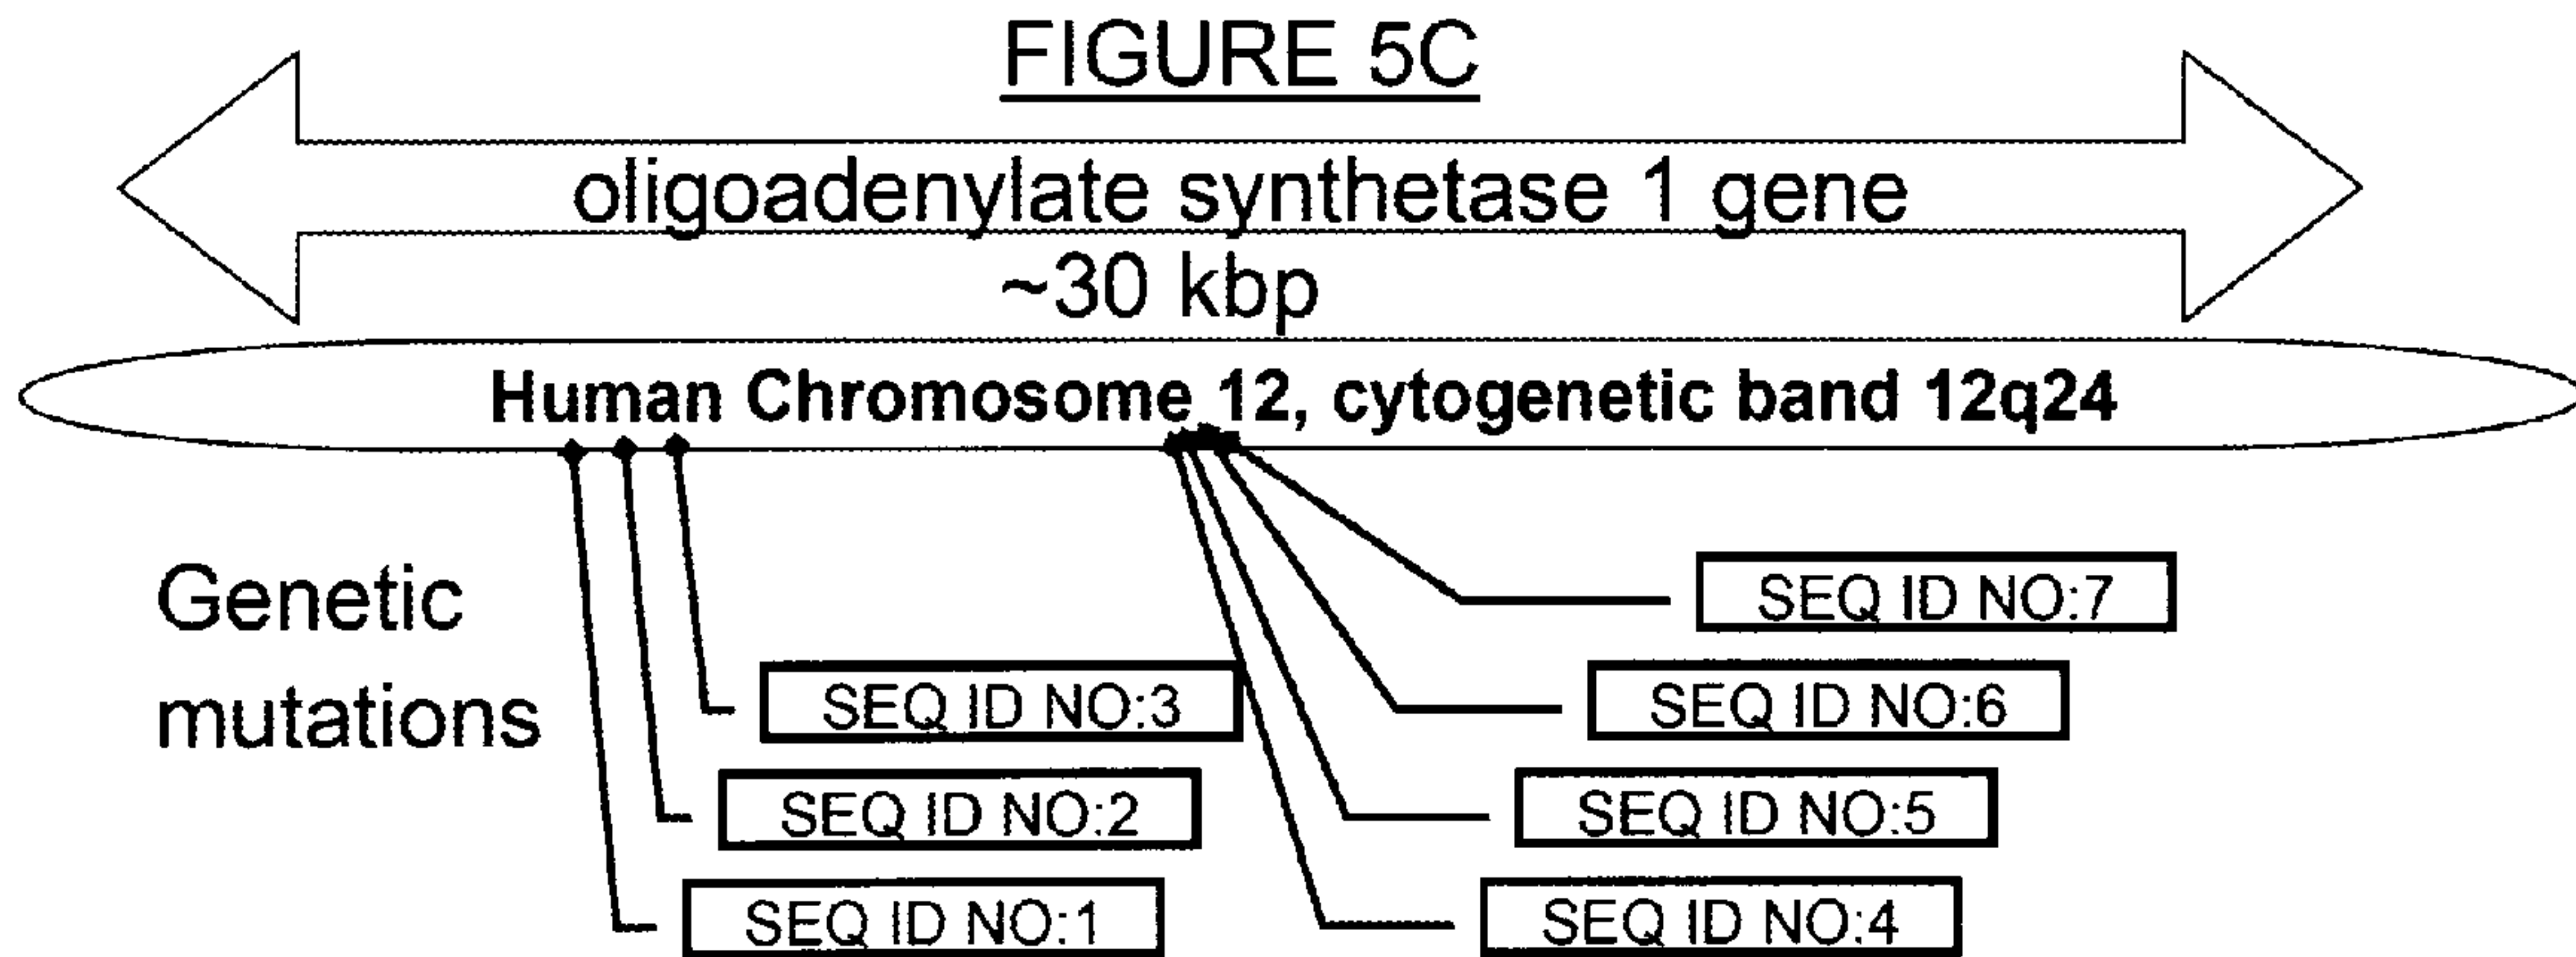 FIGURE 5C
oligoadenylate synthetase 1 gene
~30 kbp
Human Chromosome 12, cytogenetic band 12q24
Genetic
mutations
SEQ ID NO:3
SEQ ID NO:2
SEQ ID NO:1
SEQ ID NO:7
SEQ ID NO:6
SEQ ID NO:5
SEQ ID NO:4